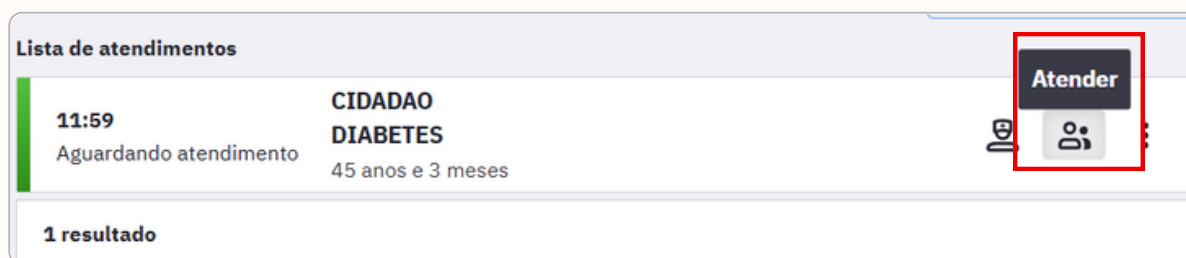 Lista de atendimentos
Atender
11:59
Aguardando atendimento
CIDADAO
DIABETES
45 anos e 3 meses
1 resultado